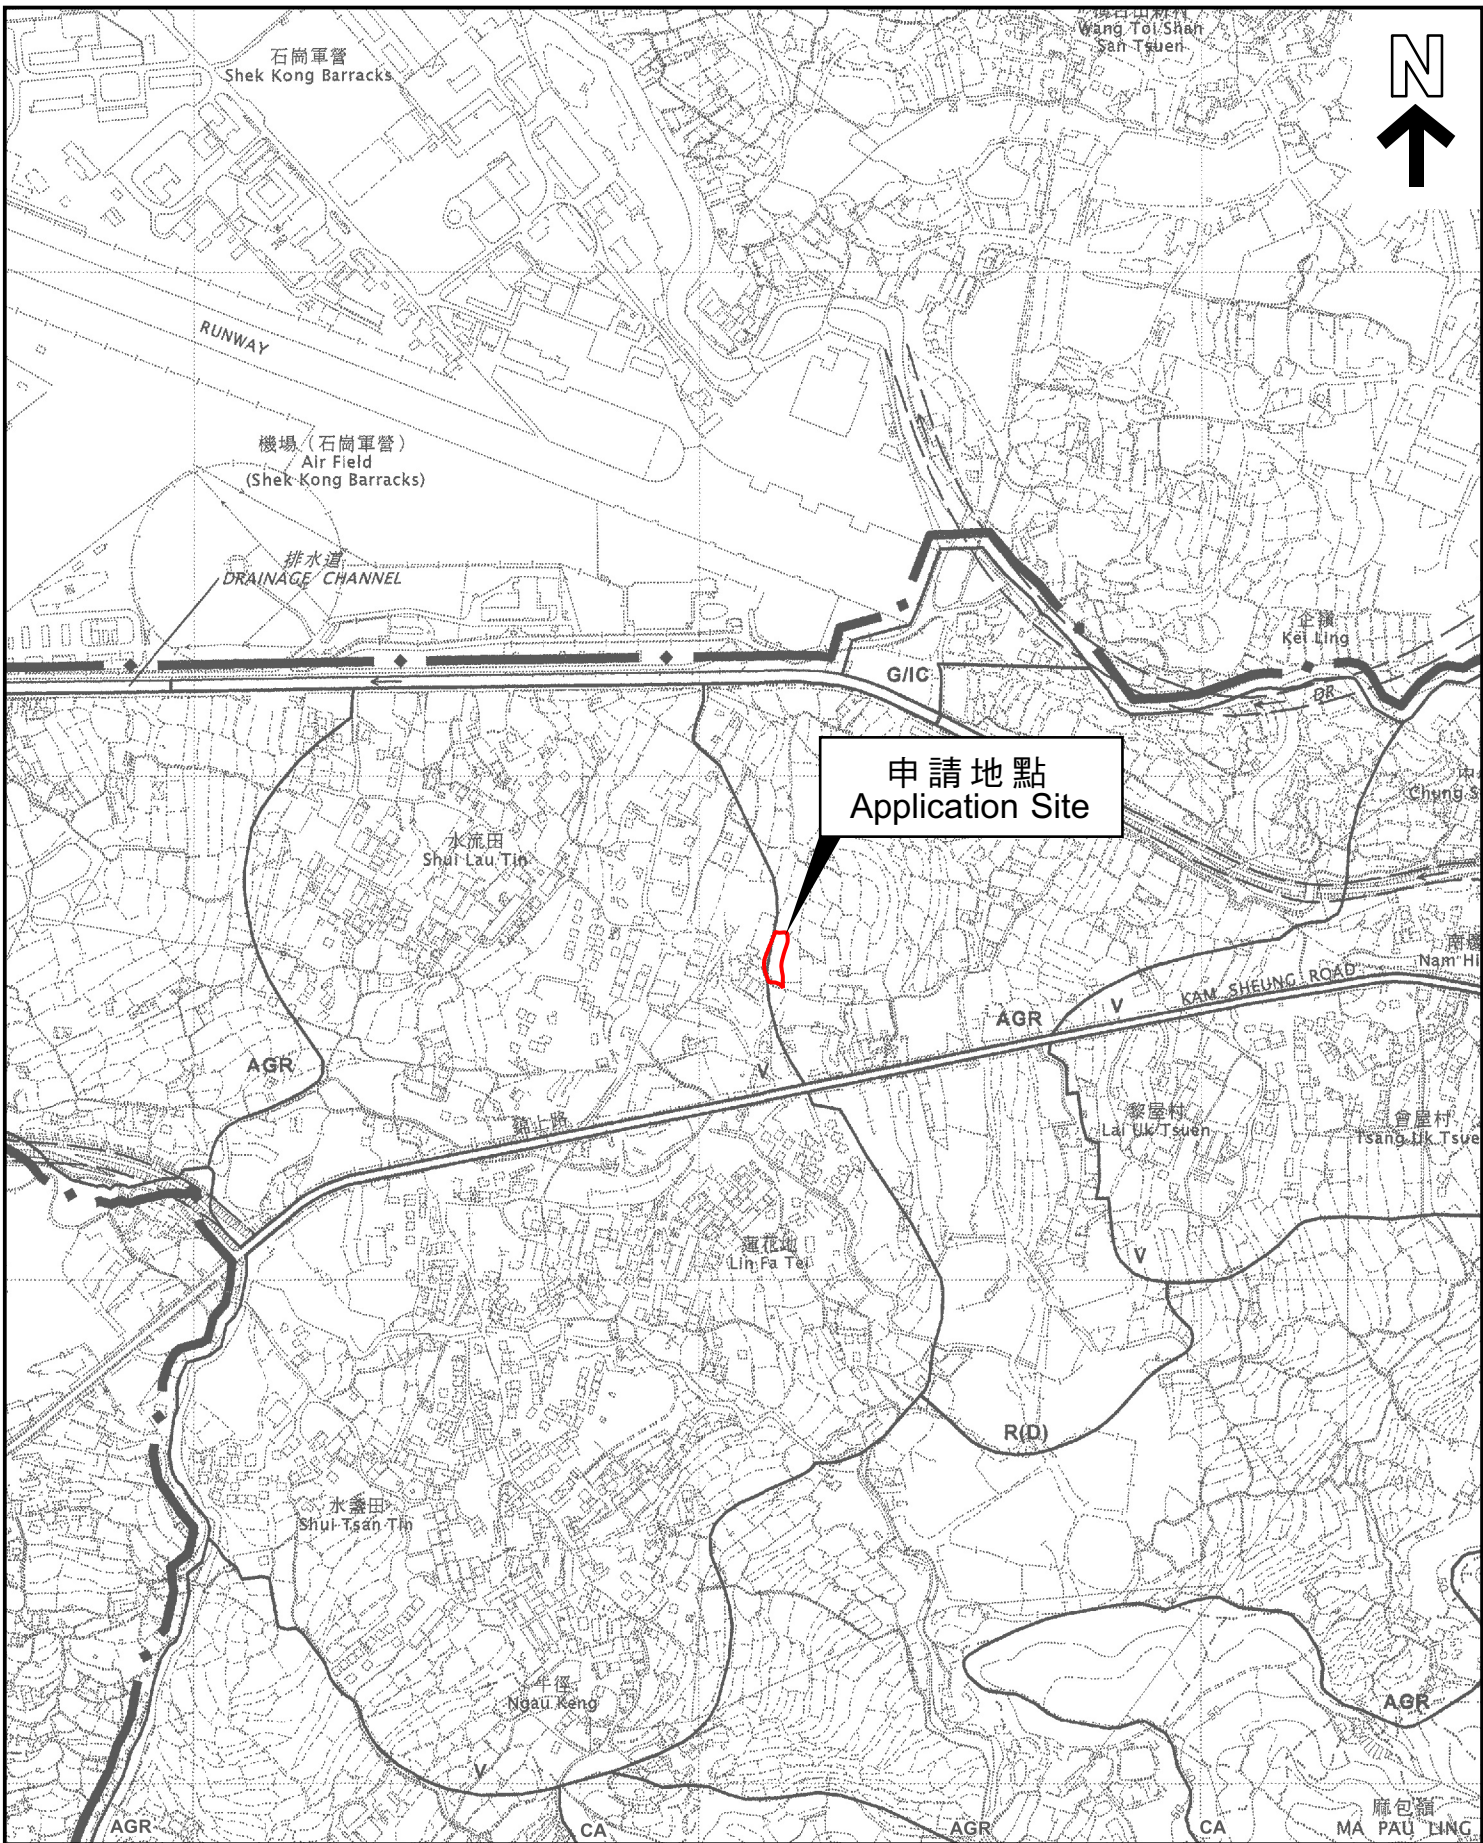 Wang Toi Shan
San Tsuen
N
石崗軍營
Shek Kong Barracks
RUNWAY
機場（石崗軍營）
Air Field
(Shek Kong Barracks)
排水道
DRAINAGE CHANNEL
企嶺
Kei Ling
G/IC
DR
申請地點
Application Site
Chung S
水流田
Shui Lau Tin
Nam Hi
KAM SHEUNG ROAD
V
AGR
AGR
V
錦上路
黎屋村
Lai Uk Tsuen
曾屋村
Tsang Uk Tsue
蓮花地
Lin Fa Tei
V
R(D)
水盞田
Shui Tsan Tin
牛徑
Ngau Keng
AGR
V
麻包嶺
MA PAU LING
AGR
CA
AGR
CA